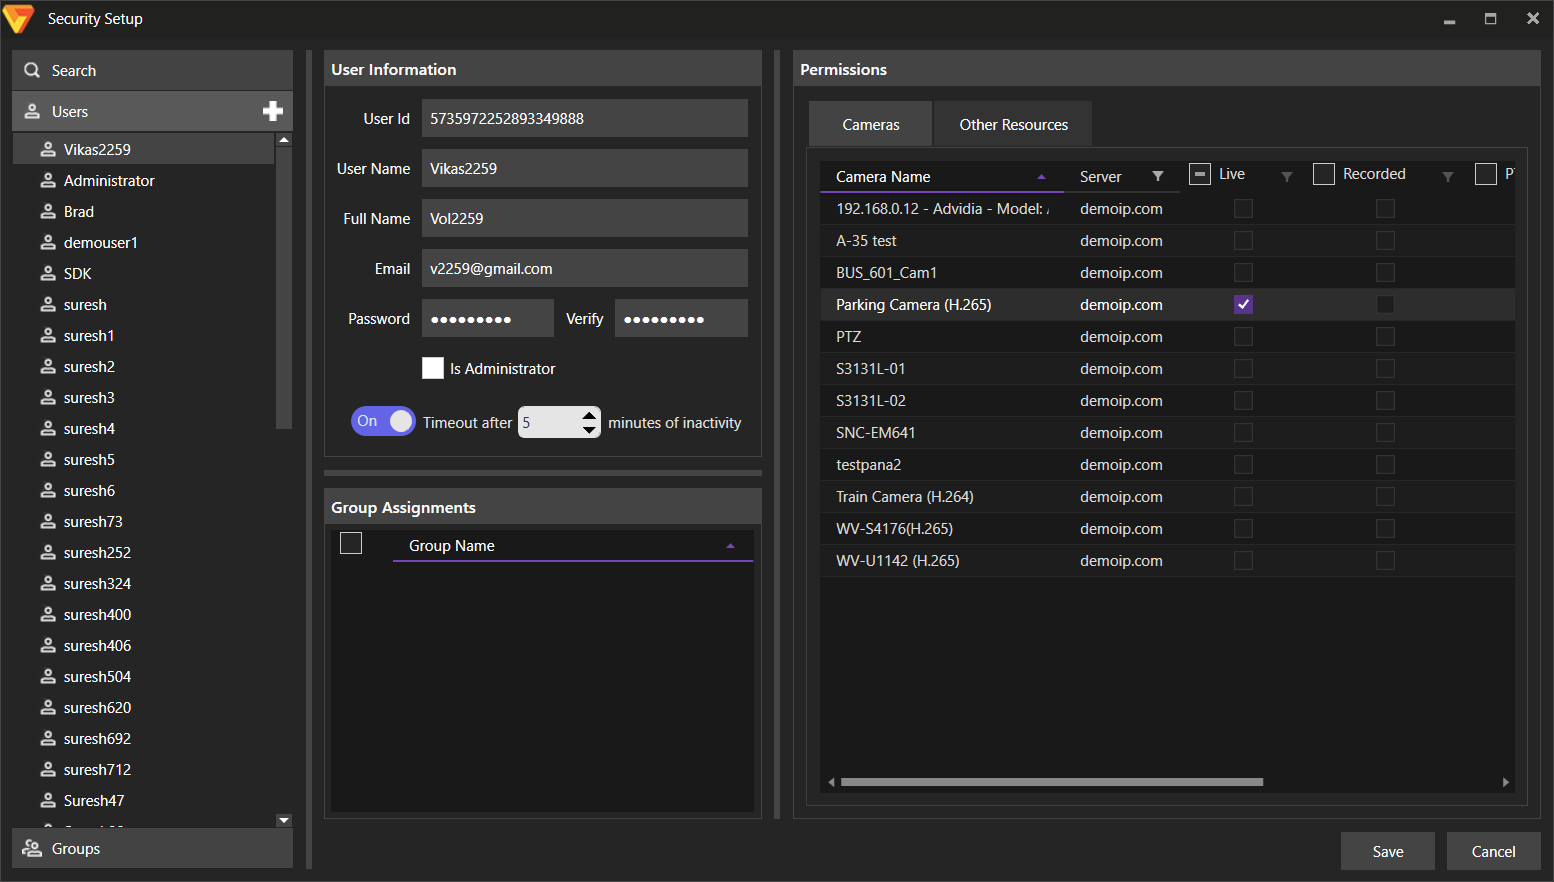 Security Setup
Search
Users
Vikas2259
Administrator
Brad
demouser1
SDK
suresh
suresh1
suresh2
suresh3
suresh4
suresh5
suresh6
suresh73
suresh252
suresh324
suresh400
suresh406
suresh504
suresh620
suresh692
suresh712
Suresh47
Groups
User Information
User Id 5735972252893349888
User Name Vikas2259
Full Name Vol2259
Email v2259@gmail.com
Password ●●●●●●●●● Verify ●●●●●●●●●
Is Administrator
On Timeout after 5 minutes of inactivity
Group Assignments
Group Name
Permissions
Cameras Other Resources
Camera Name Server Live Recorded
192.168.0.12 - Advidia - Model: demoip.com
A-35 test demoip.com
BUS_601_Cam1 demoip.com
Parking Camera (H.265) demoip.com
PTZ demoip.com
S3131L-01 demoip.com
S3131L-02 demoip.com
SNC-EM641 demoip.com
testpana2 demoip.com
Train Camera (H.264) demoip.com
WV-S4176(H.265) demoip.com
WV-U1142 (H.265) demoip.com
Save Cancel